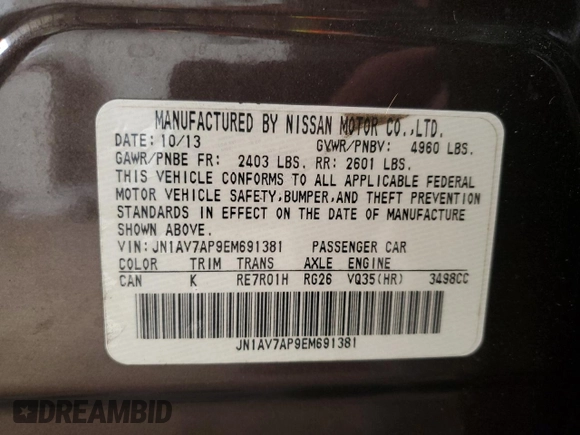 MANUFACTURED BY NISSAN MOTOR CO.,LTD.
DATE: 10/13 GVWR/PNBV: 4960 LBS.
GAWR/PNBE FR: 2403 LBS. RR: 2601 LBS.
THIS VEHICLE CONFORMS TO ALL APPLICABLE FEDERAL
MOTOR VEHICLE SAFETY,BUMPER,AND THEFT PREVENTION
STANDARDS IN EFFECT ON THE DATE OF MANUFACTURE
SHOWN ABOVE.
VIN: JN1AV7AP9EM691381 PASSENGER CAR
COLOR TRIM TRANS AXLE ENGINE
CAN K RE7R01H RG26 VQ35(HR) 3498CC
JN1AV7AP9EM691381
DREAMBID